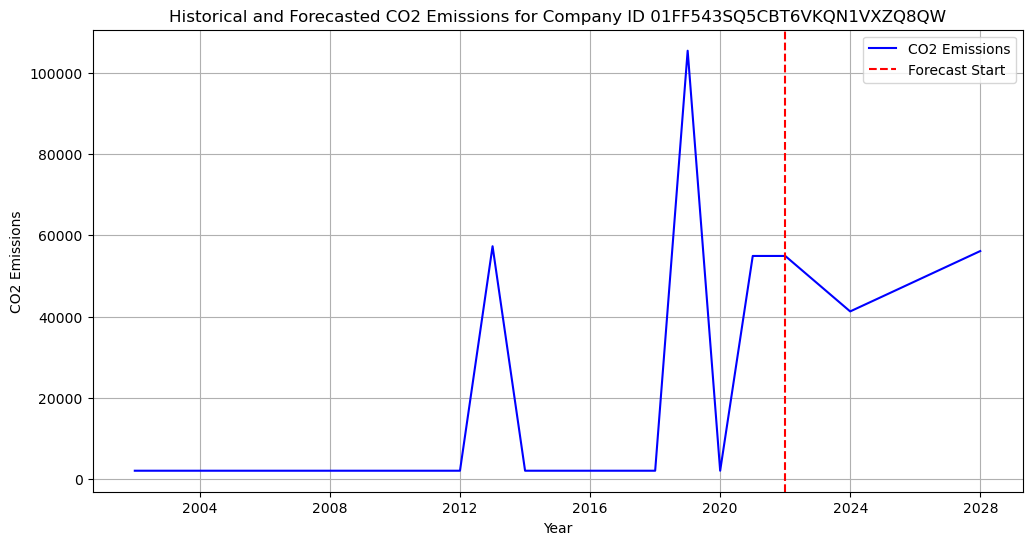 Historical and Forecasted CO2 Emissions for Company ID 01FF543SQ5CBT6VKQN1VXZQ8QW
CO2 Emissions
Forecast Start
100000
80000
60000
40000
20000
0
CO2 Emissions
2004 2008 2012 2016 2020 2024 2028
Year